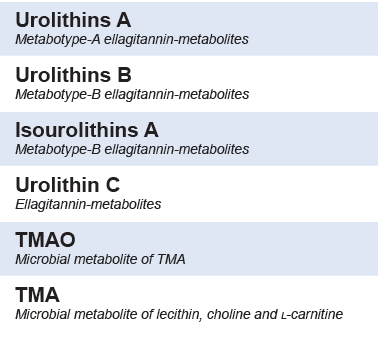 Urolithins A
Metabotype-A ellagitannin-metabolites
Urolithins B
Metabotype-B ellagitannin-metabolites
Isourolithins A
Metabotype-B ellagitannin-metabolites
Urolithin C
Ellagitannin-metabolites
TMAO
Microbial metabolite of TMA
TMA
Microbial metabolite of lecithin, choline and ʟ-carnitine